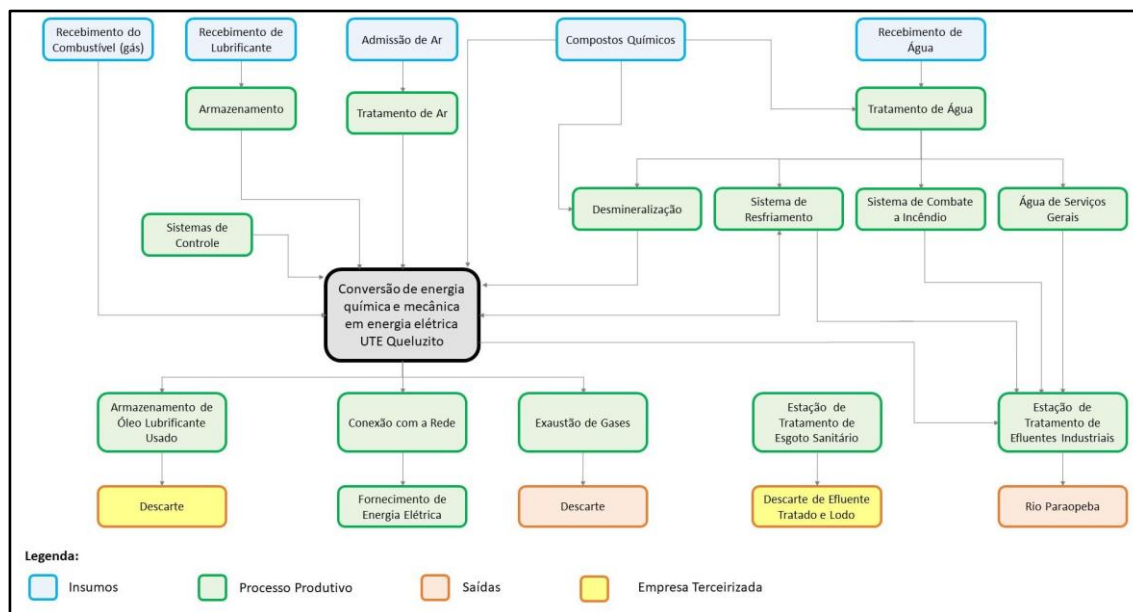 Recebimento do
Combustível (gás)
Recebimento de
Lubrificante
Admissão de Ar
Compostos Químicos
Recebimento de
Água
Armazenamento
Tratamento de Ar
Tratamento de Água
Desmineralização
Sistema de
Resfriamento
Sistema de Combate
a Incêndio
Água de Serviços
Gerais
Sistemas de
Controle
Conversão de energia
química e mecânica
em energia elétrica
UTE Queluzito
Armazenamento de
Óleo Lubrificante
Usado
Conexão com a Rede
Exaustão de Gases
Estação de
Tratamento de
Esgoto Sanitário
Estação de
Tratamento de
Efluentes Industriais
Descarte
Fornecimento de
Energia Elétrica
Descarte
Descarte de Efluente
Tratado e Lodo
Rio Paraopeba
Legenda:
Insumos
Processo Produtivo
Saídas
Empresa Terceirizada